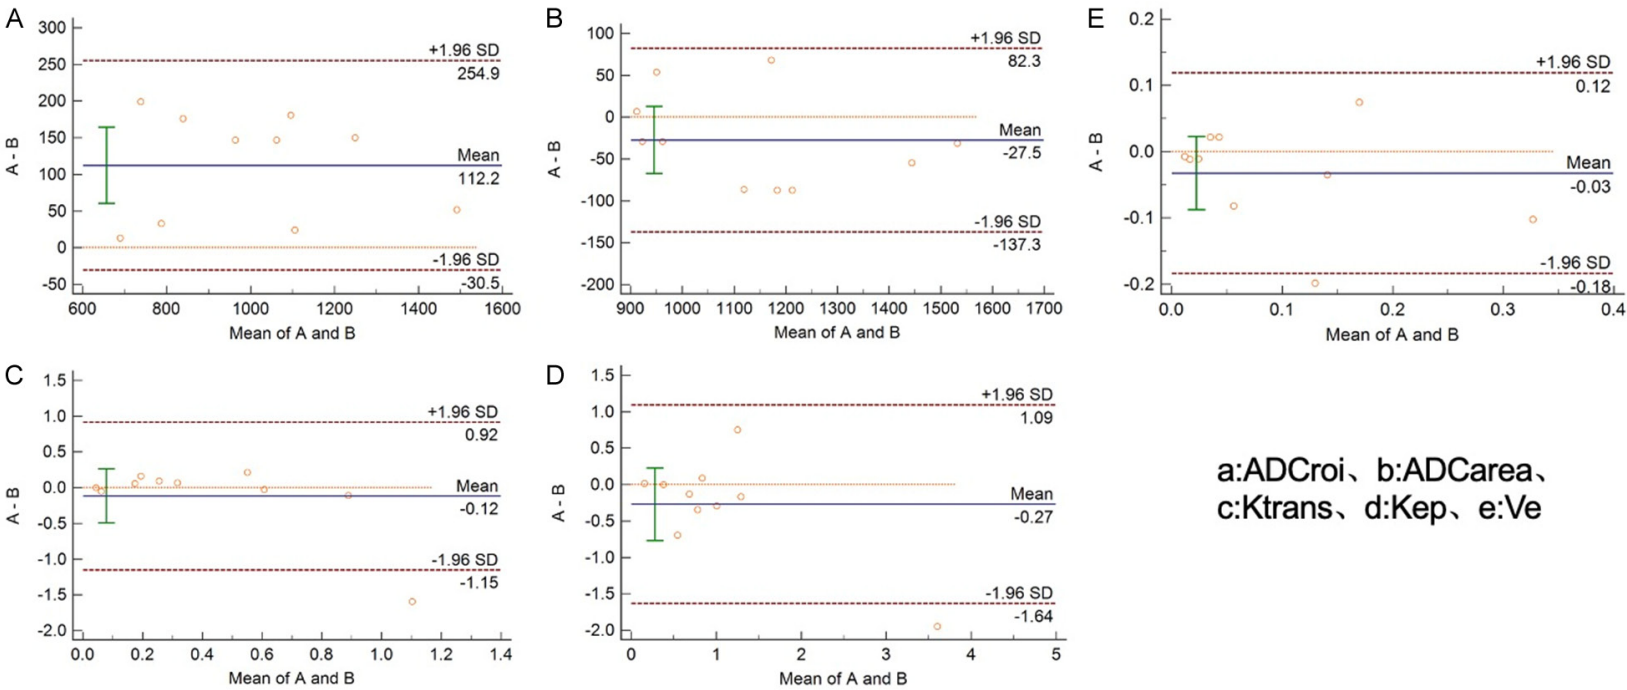 A
300
250
200
150
100
50
0
-50
A - B
+1.96 SD
254.9
Mean
112.2
-1.96 SD
-30.5
600 800 1000 1200 1400 1600
Mean of A and B
B
100
50
0
-50
-100
-150
-200
A - B
+1.96 SD
82.3
Mean
-27.5
-1.96 SD
-137.3
900 1000 1100 1200 1300 1400 1500 1600 1700
Mean of A and B
E
0.2
0.1
0.0
-0.1
-0.2
A - B
+1.96 SD
0.12
Mean
-0.03
-1.96 SD
-0.18
0.0 0.1 0.2 0.3 0.4
Mean of A and B
C
1.5
1.0
0.5
0.0
-0.5
-1.0
-1.5
-2.0
A - B
+1.96 SD
0.92
Mean
-0.12
-1.96 SD
-1.15
0.0 0.2 0.4 0.6 0.8 1.0 1.2 1.4
Mean of A and B
D
1.5
1.0
0.5
0.0
-0.5
-1.0
-1.5
-2.0
A - B
+1.96 SD
1.09
Mean
-0.27
-1.96 SD
-1.64
0 1 2 3 4 5
Mean of A and B
a:ADCroi、b:ADCarea、
c:Ktrans、d:Kep、e:Ve